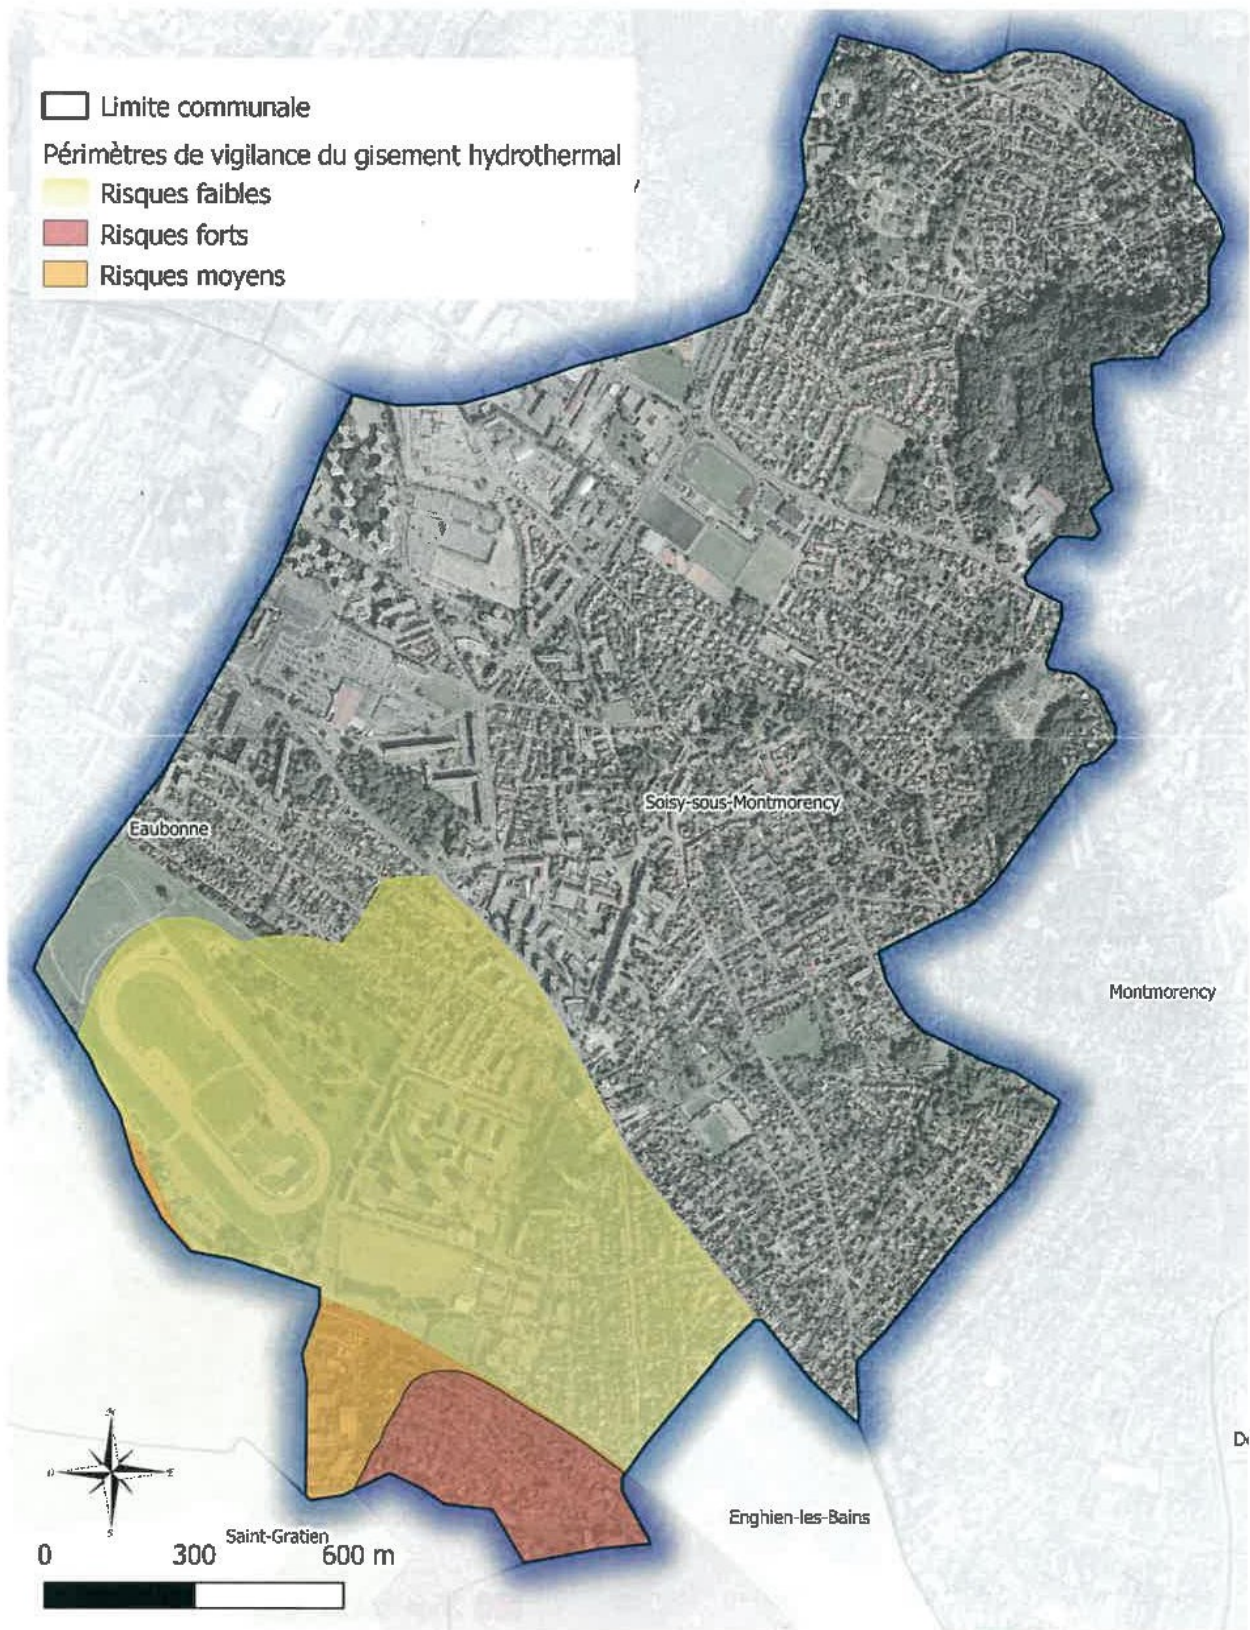 Limite communale
Périmètres de vigilance du gisement hydrothermal
Risques faibles
Risques forts
Risques moyens
Soisy-sous-Montmorency
Eaubonne
Montmorency
N
O
E
S
De
Enghien-les-Bains
Saint-Gratien
0 300 600 m